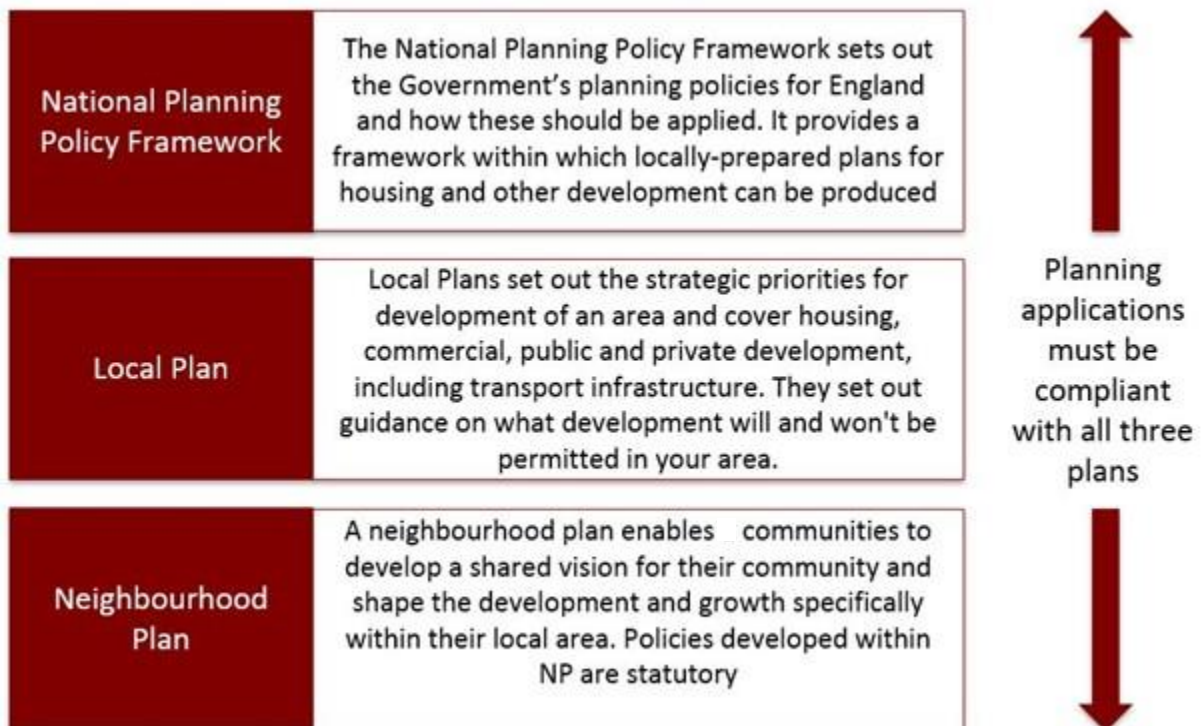 National Planning
Policy Framework
The National Planning Policy Framework sets out
the Government’s planning policies for England
and how these should be applied. It provides a
framework within which locally-prepared plans for
housing and other development can be produced
Local Plan
Local Plans set out the strategic priorities for
development of an area and cover housing,
commercial, public and private development,
including transport infrastructure. They set out
guidance on what development will and won't be
permitted in your area.
Neighbourhood
Plan
A neighbourhood plan enables communities to
develop a shared vision for their community and
shape the development and growth specifically
within their local area. Policies developed within
NP are statutory
Planning
applications
must be
compliant
with all three
plans